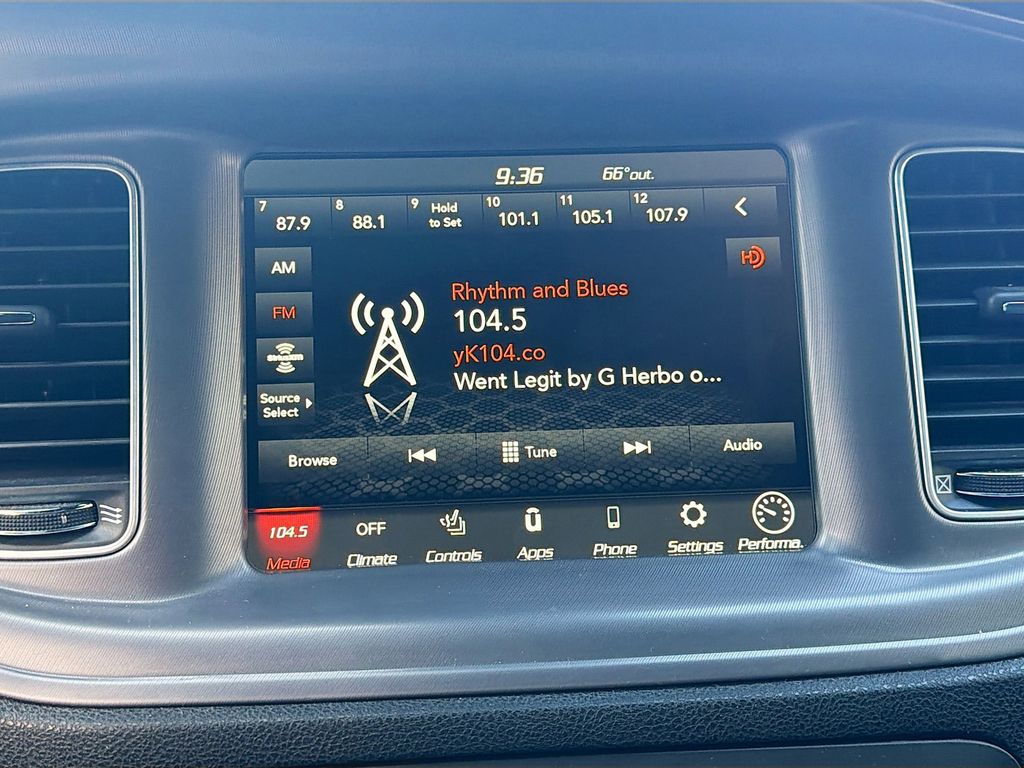 9:36 66°out.
7 87.9 8 88.1 9 Hold to Set 10 101.1 11 105.1 12 107.9
AM
HD
FM
Rhythm and Blues
104.5
SiriusXM
yK104.co
Went Legit by G Herbo o...
Source
Select
Browse Tune Audio
104.5 OFF
Media Climate Controls Apps Phone Settings Performa.